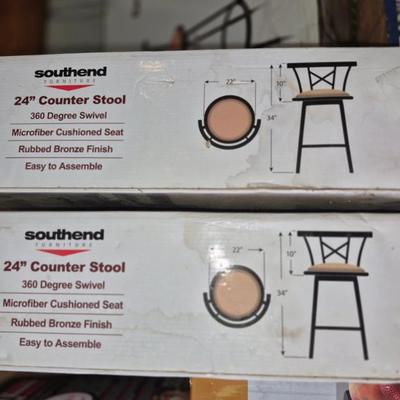 southend
FURNITURE
24” Counter Stool
360 Degree Swivel
Microfiber Cushioned Seat
Rubbed Bronze Finish
Easy to Assemble
22"
10"
34"
southend
FURNITURE
24” Counter Stool
360 Degree Swivel
Microfiber Cushioned Seat
Rubbed Bronze Finish
Easy to Assemble
22"
10"
34"